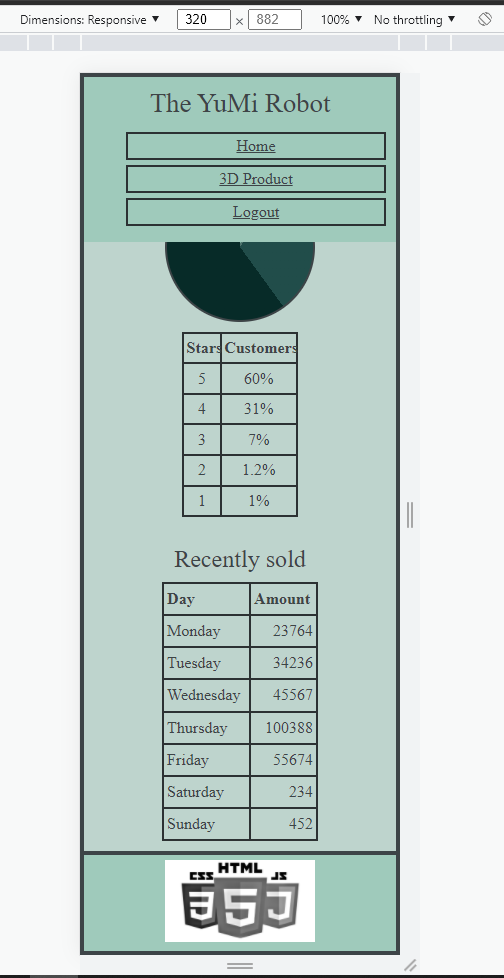 Dimensions: Responsive ▼ 320 × 882 100% ▼ No throttling ▼
The YuMi Robot
Home
3D Product
Logout
Stars Customers
5 60%
4 31%
3 7%
2 1.2%
1 1%
Recently sold
Day Amount
Monday 23764
Tuesday 34236
Wednesday 45567
Thursday 100388
Friday 55674
Saturday 234
Sunday 452
CSS HTML JS
3 5 J